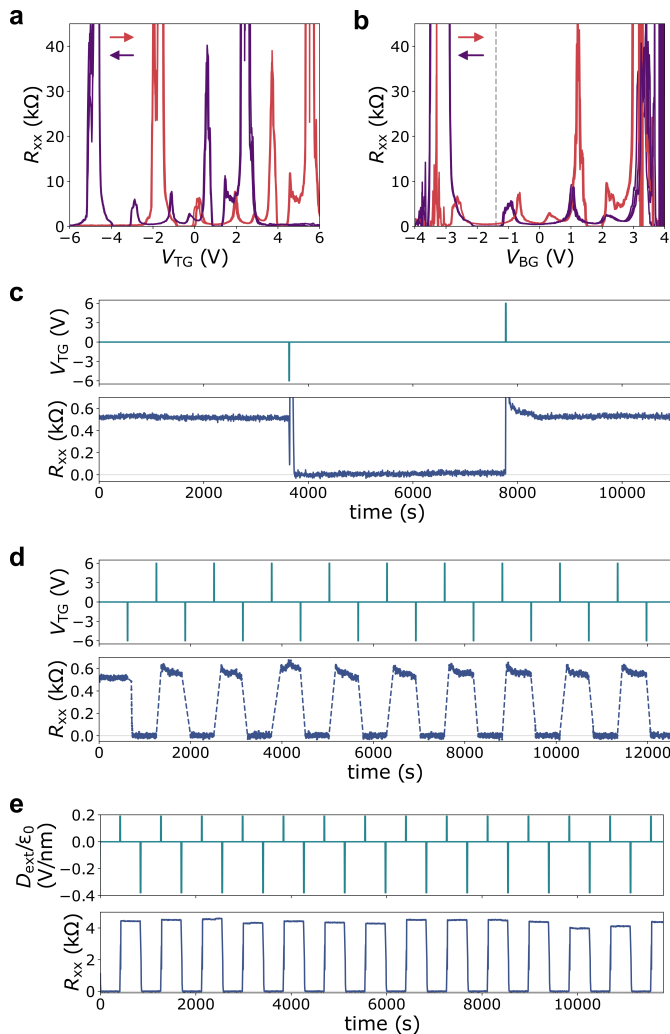 a
b
R_xx (kΩ)
40
30
20
10
0
−6 −4 −2 0 2 4 6
V_TG (V)
R_xx (kΩ)
40
30
20
10
0
−4 −3 −2 −1 0 1 2 3 4
V_BG (V)
c
V_TG (V)
6
3
0
−3
−6
R_xx (kΩ)
0.6
0.4
0.2
0.0
0 2000 4000 6000 8000 10000
time (s)
d
V_TG (V)
6
3
0
−3
−6
R_xx (kΩ)
0.6
0.4
0.2
0.0
0 2000 4000 6000 8000 10000 12000
time (s)
e
D_ext/ε_0
(V/nm)
0.2
0.0
−0.2
−0.4
R_xx (kΩ)
4
2
0
0 2000 4000 6000 8000 10000
time (s)